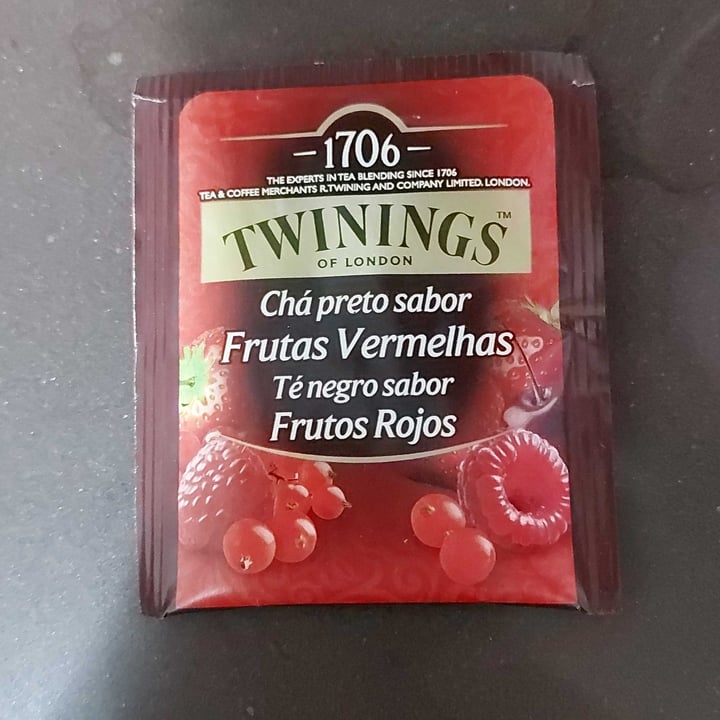 1706
THE EXPERTS IN TEA BLENDING SINCE 1706
TEA & COFFEE MERCHANTS R.TWINING AND COMPANY LIMITED. LONDON.
TWININGS™
OF LONDON
Chá preto sabor
Frutas Vermelhas
Té negro sabor
Frutos Rojos